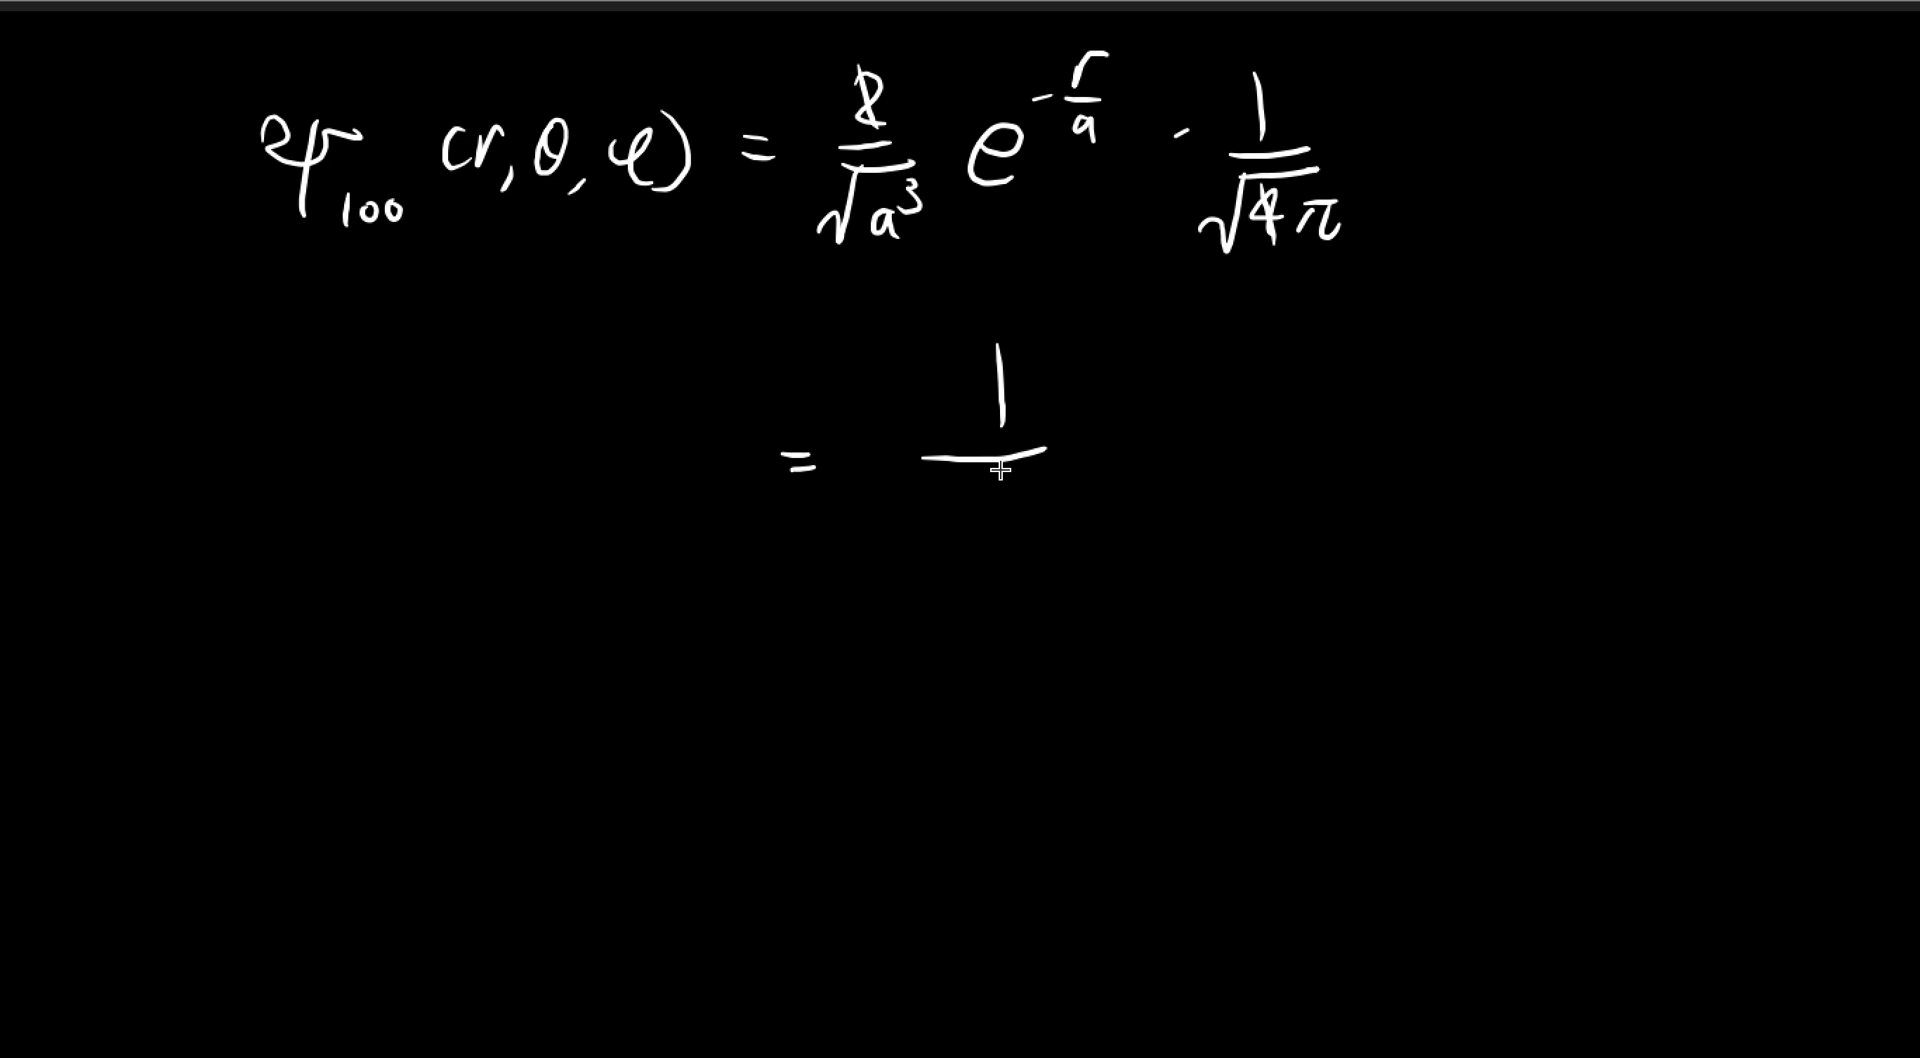 ψ₁₀₀ (r, θ, φ) = 2/√a³ e^(-r/a) · 1/√4π
= 1/